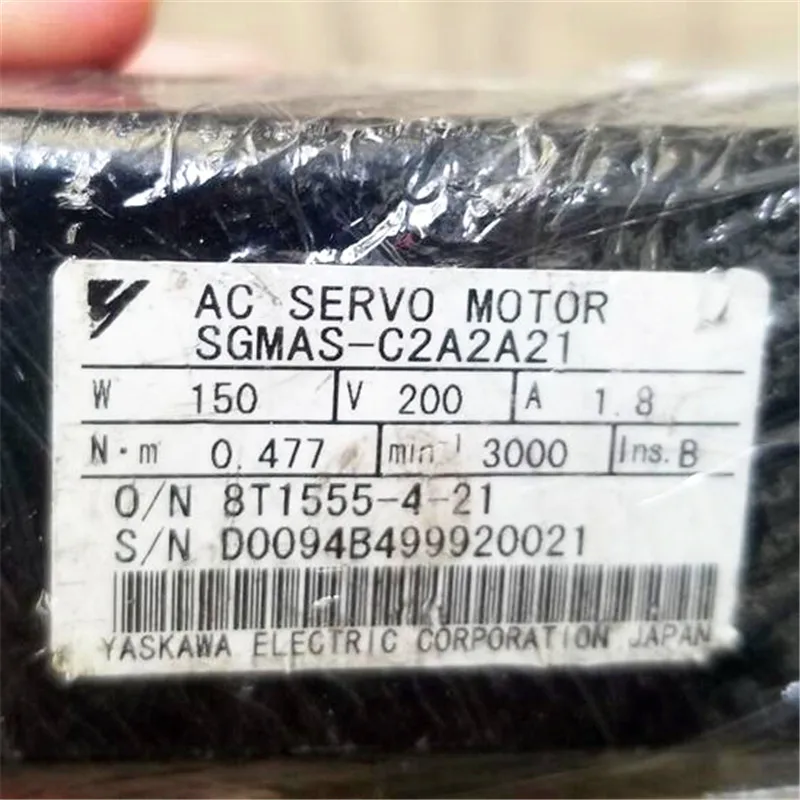 AC SERVO MOTOR
SGMAS-C2A2A21
W 150 V 200 A 1.8
N・m 0.477 min-1 3000 Ins.B
O/N 8T1555-4-21
S/N D0094B499920021
YASKAWA ELECTRIC CORPORATION JAPAN